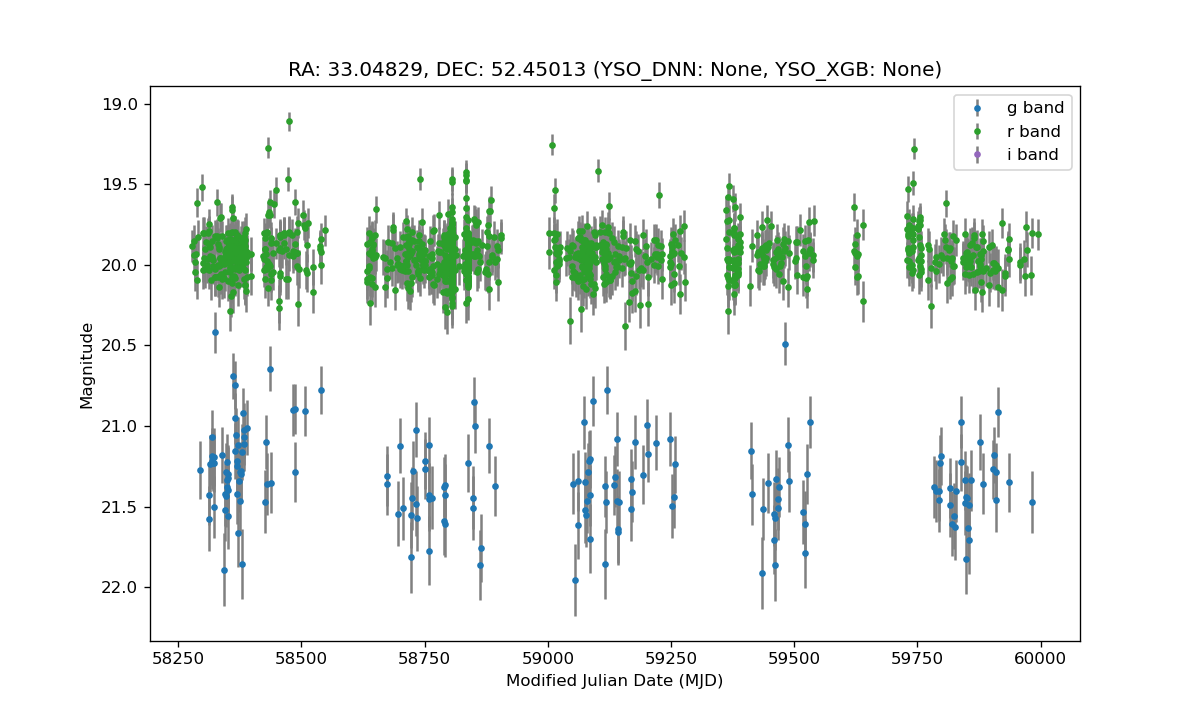 RA: 33.04829, DEC: 52.45013 (YSO_DNN: None, YSO_XGB: None)
g band
r band
i band
19.0
19.5
20.0
20.5
21.0
21.5
22.0
Magnitude
58250 58500 58750 59000 59250 59500 59750 60000
Modified Julian Date (MJD)